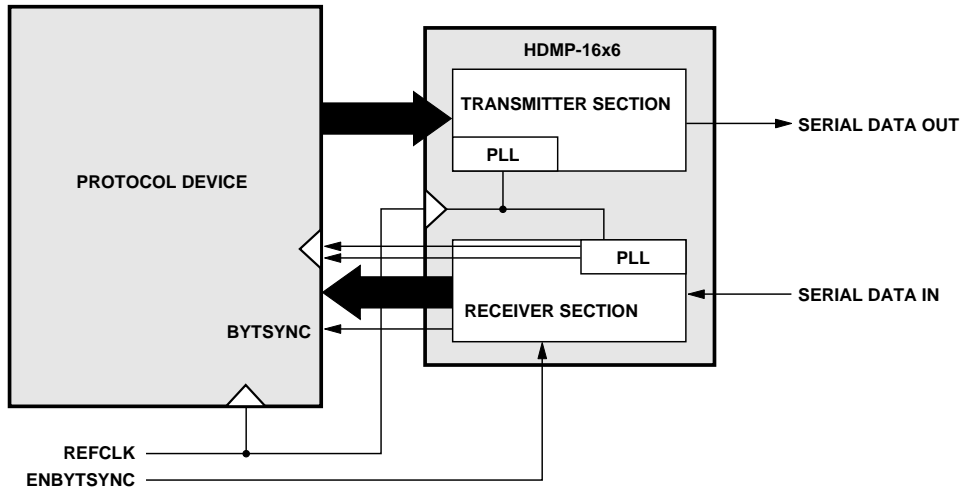 HDMP-16x6
TRANSMITTER SECTION
PLL
SERIAL DATA OUT
PROTOCOL DEVICE
PLL
SERIAL DATA IN
RECEIVER SECTION
BYTSYNC
REFCLK
ENBYTSYNC